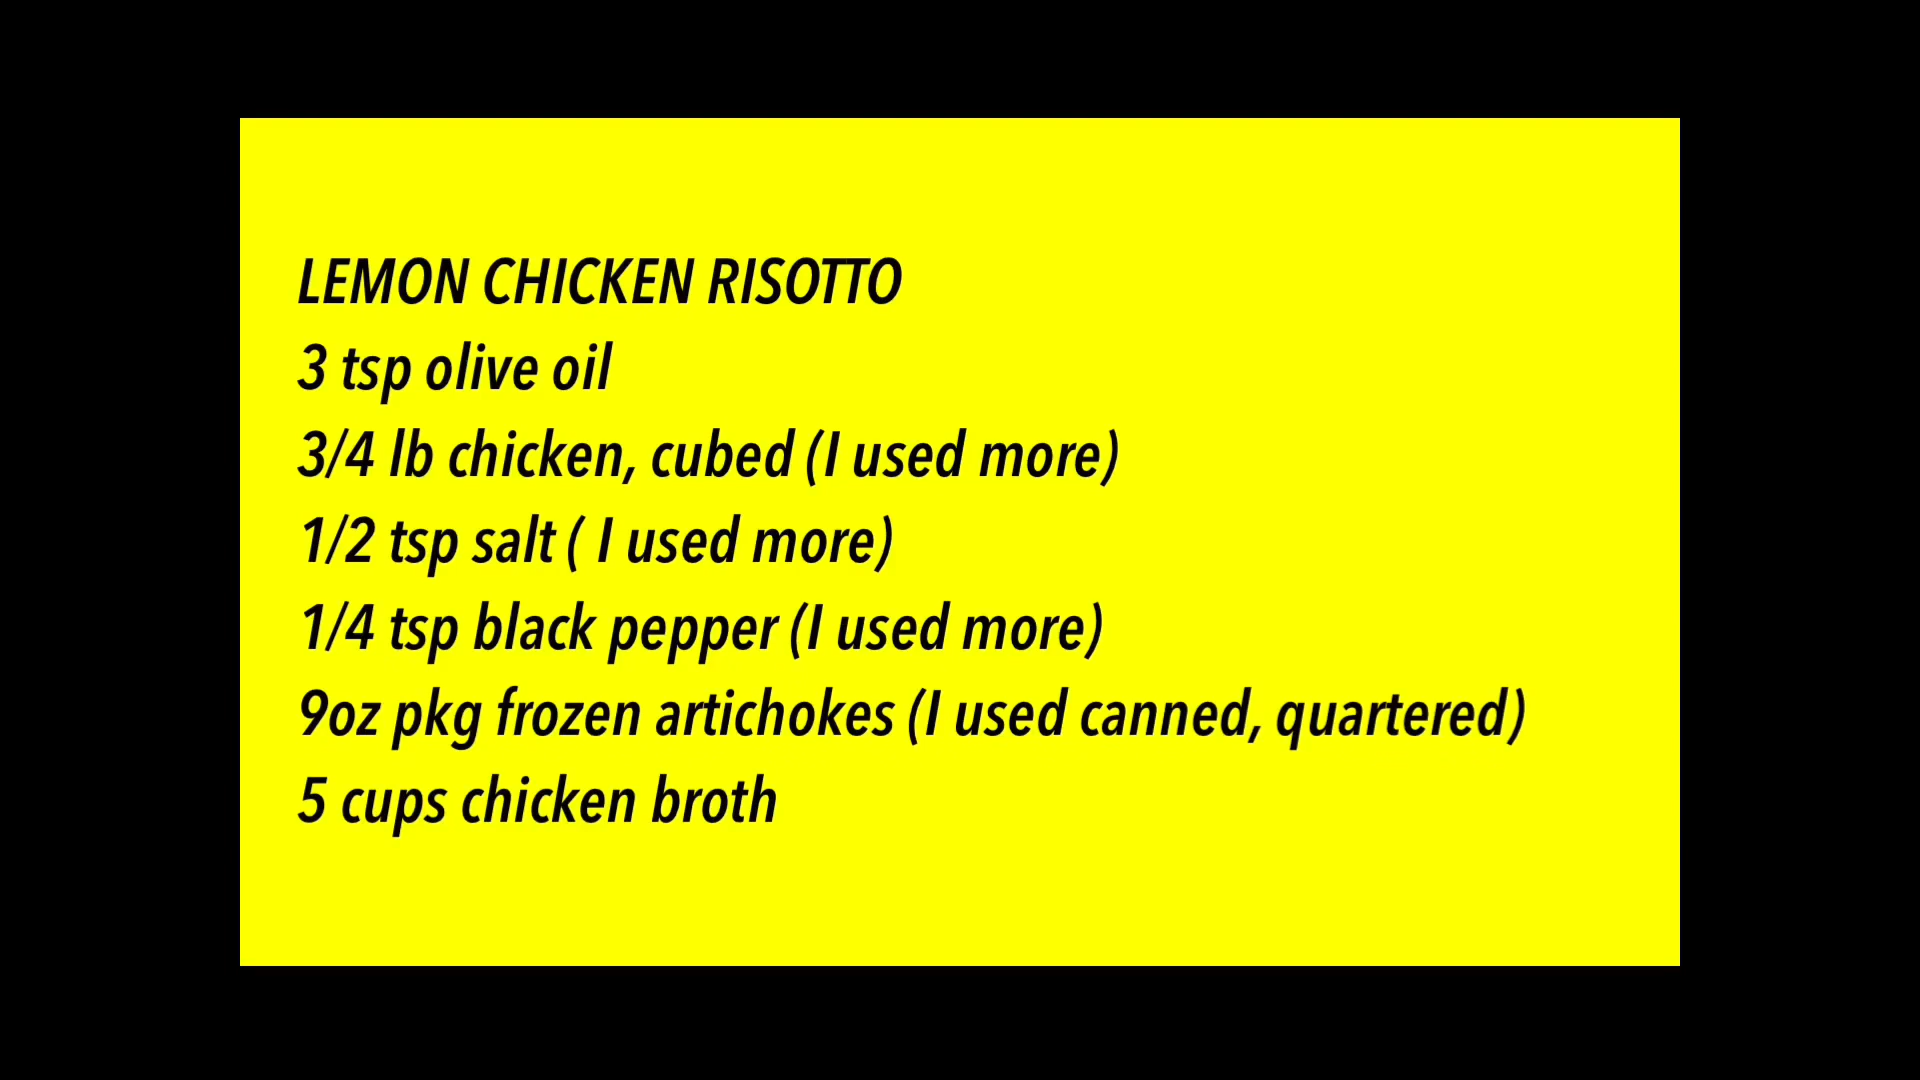 LEMON CHICKEN RISOTTO
3 tsp olive oil
3/4 lb chicken, cubed (I used more)
1/2 tsp salt ( I used more)
1/4 tsp black pepper (I used more)
9oz pkg frozen artichokes (I used canned, quartered)
5 cups chicken broth